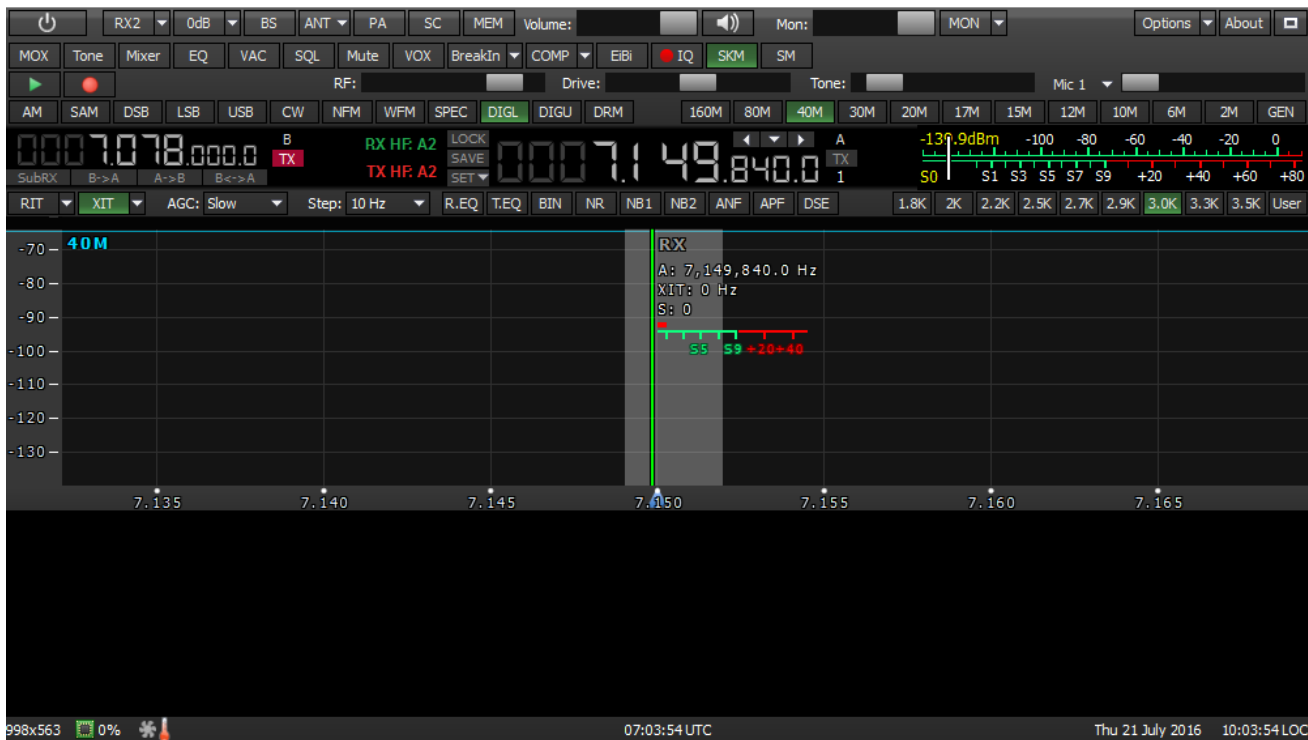 RX2 0dB BS ANT PA SC MEM Volume: Mon: MON Options About
MOX Tone Mixer EQ VAC SQL Mute VOX BreakIn COMP EiBi IQ SKM SM
RF: Drive: Tone: Mic 1
AM SAM DSB LSB USB CW NFM WFM SPEC DIGL DIGU DRM 160M 80M 40M 30M 20M 17M 15M 12M 10M 6M 2M GEN
7.078.000.0 B TX RX HF: A2 TX HF: A2 LOCK SAVE SET 7.149.840.0 A TX 1
-139.9dBm -100 -80 -60 -40 -20 0
S0 S1 S3 S5 S7 S9 +20 +40 +60 +80
SubRX B->A A->B B<->A
RIT XIT AGC: Slow Step: 10 Hz R.EQ T.EQ BIN NR NB1 NB2 ANF APF DSE 1.8K 2K 2.2K 2.5K 2.7K 2.9K 3.0K 3.3K 3.5K User
40M
RX
A: 7,149,840.0 Hz
XIT: 0 Hz
S: 0
S5 S9 +20+40
-70
-80
-90
-100
-110
-120
-130
7.135 7.140 7.145 7.150 7.155 7.160 7.165
998x563 0% 07:03:54 UTC Thu 21 July 2016 10:03:54 LOC